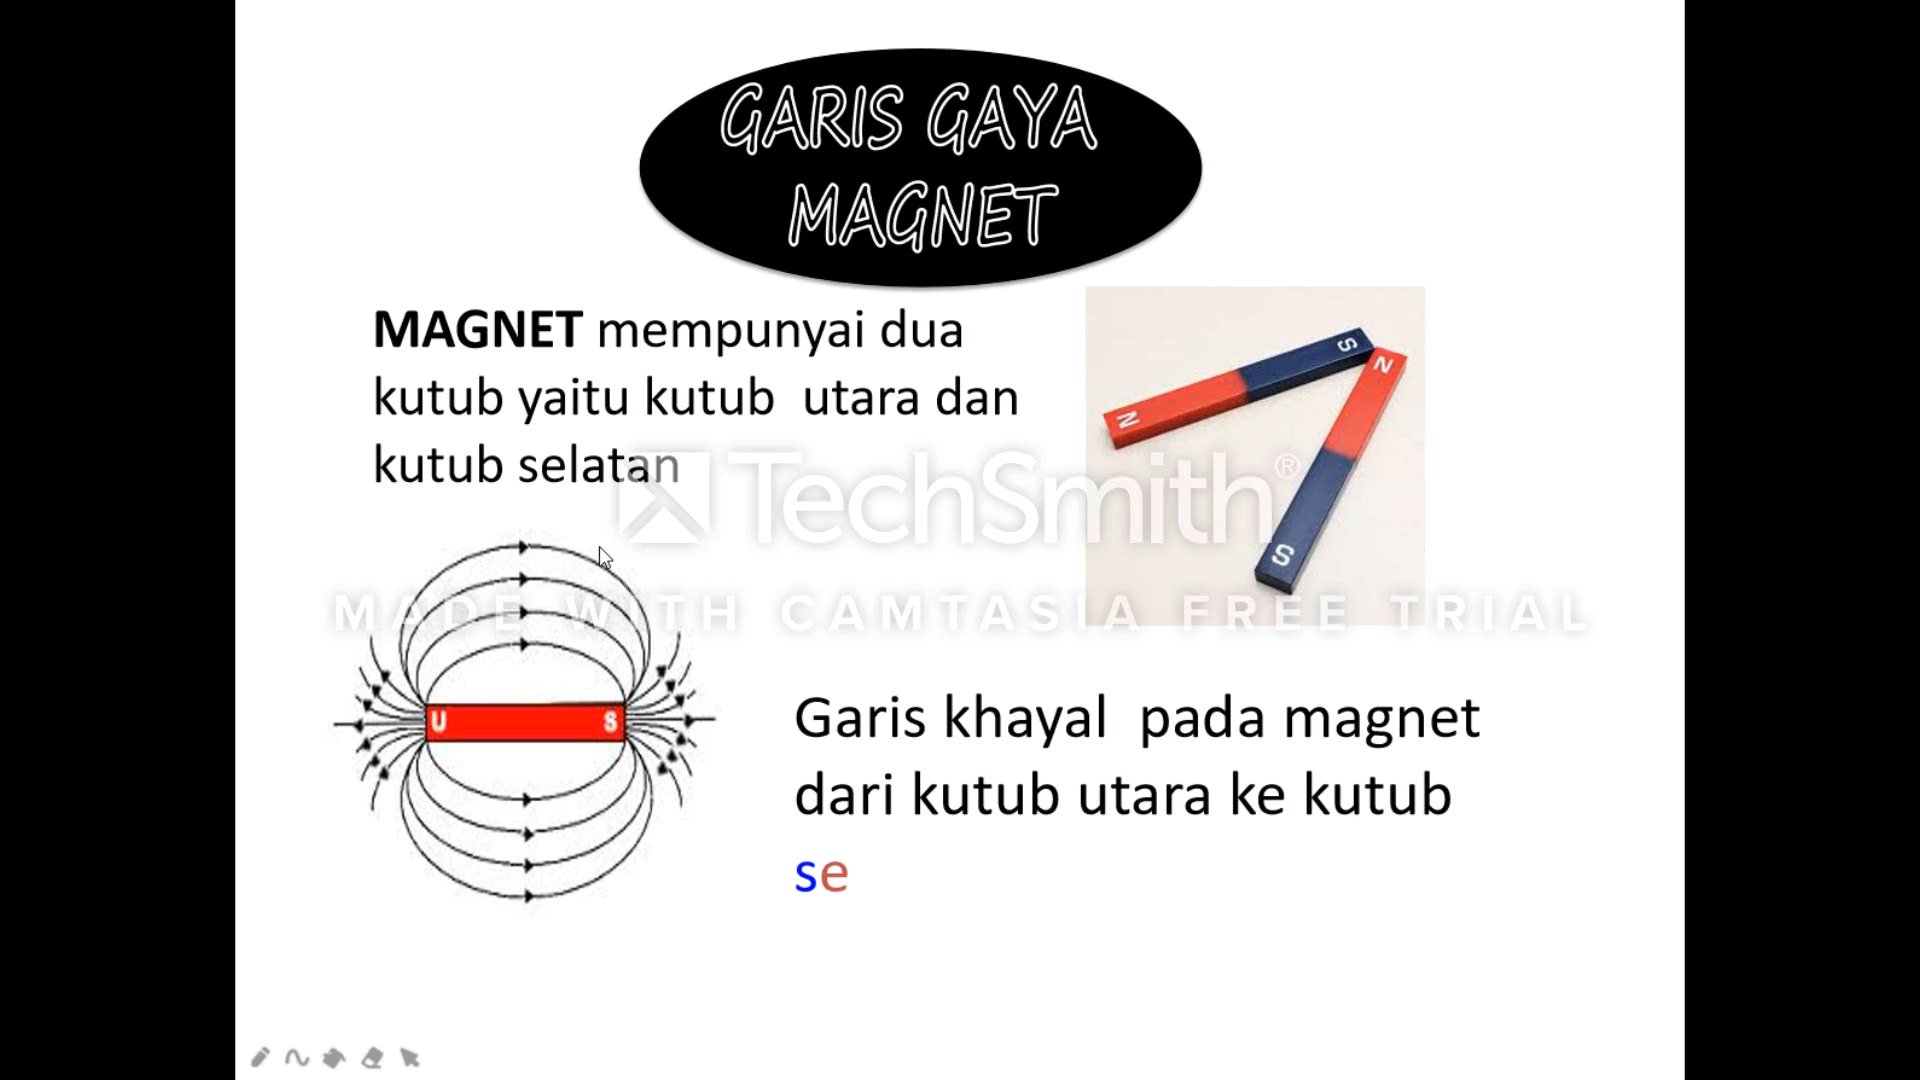 GARIS GAYA
MAGNET
MAGNET mempunyai dua
kutub yaitu kutub utara dan
kutub selatan
S
N
N
S
TechSmith®
MADE WITH CAMTASIA FREE TRIAL
U S
Garis khayal pada magnet
dari kutub utara ke kutub
se